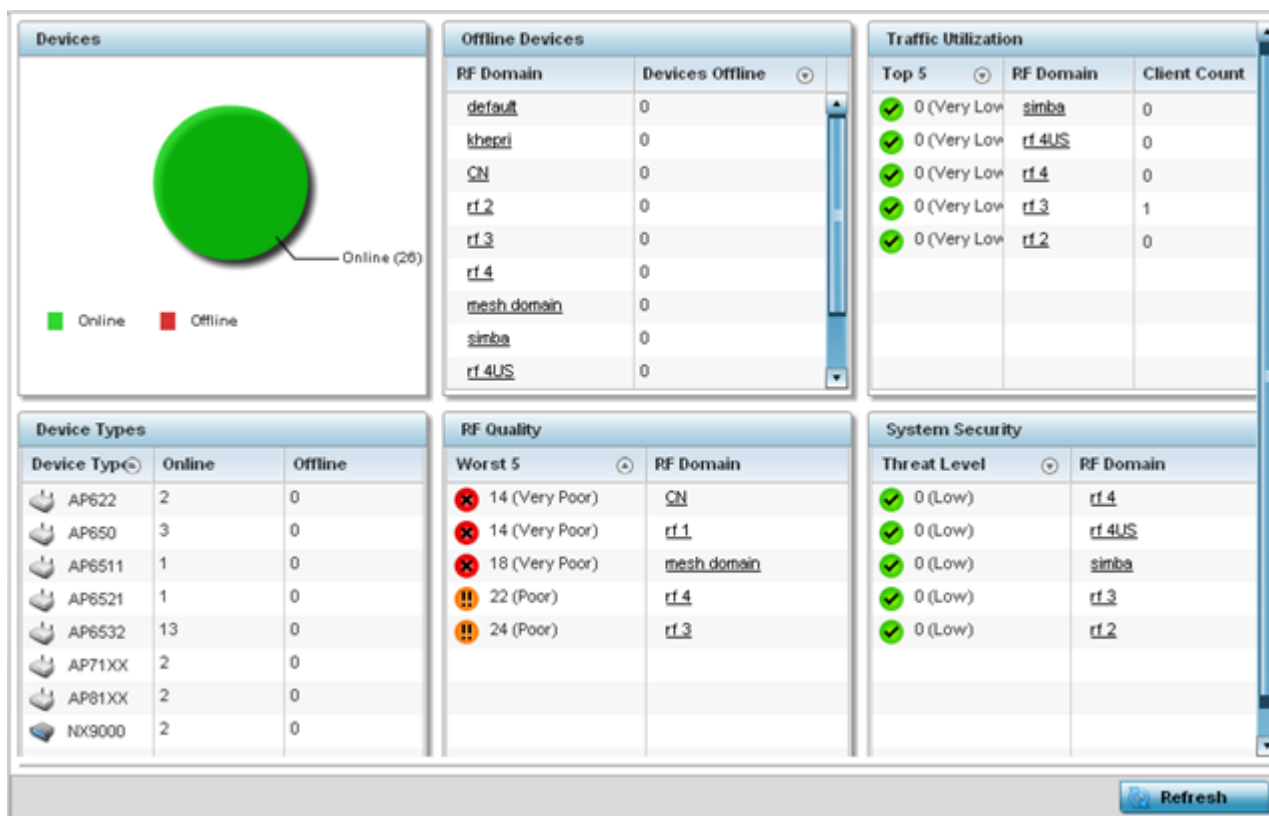 Devices
Online (26)
Online Offline
Offline Devices
RF Domain Devices Offline
default 0
khepri 0
CN 0
rf 2 0
rf 3 0
rf 4 0
mesh domain 0
simba 0
rf 4US 0
Traffic Utilization
Top 5 RF Domain Client Count
0 (Very Low simba 0
0 (Very Low rf 4US 0
0 (Very Low rf 4 0
0 (Very Low rf 3 1
0 (Very Low rf 2 0
Device Types
Device Type Online Offline
AP622 2 0
AP650 3 0
AP6511 1 0
AP6521 1 0
AP6532 13 0
AP71XX 2 0
AP81XX 2 0
NX9000 2 0
RF Quality
Worst 5 RF Domain
14 (Very Poor) CN
14 (Very Poor) rf 1
18 (Very Poor) mesh domain
22 (Poor) rf 4
24 (Poor) rf 3
System Security
Threat Level RF Domain
0 (Low) rf 4
0 (Low) rf 4US
0 (Low) simba
0 (Low) rf 3
0 (Low) rf 2
Refresh